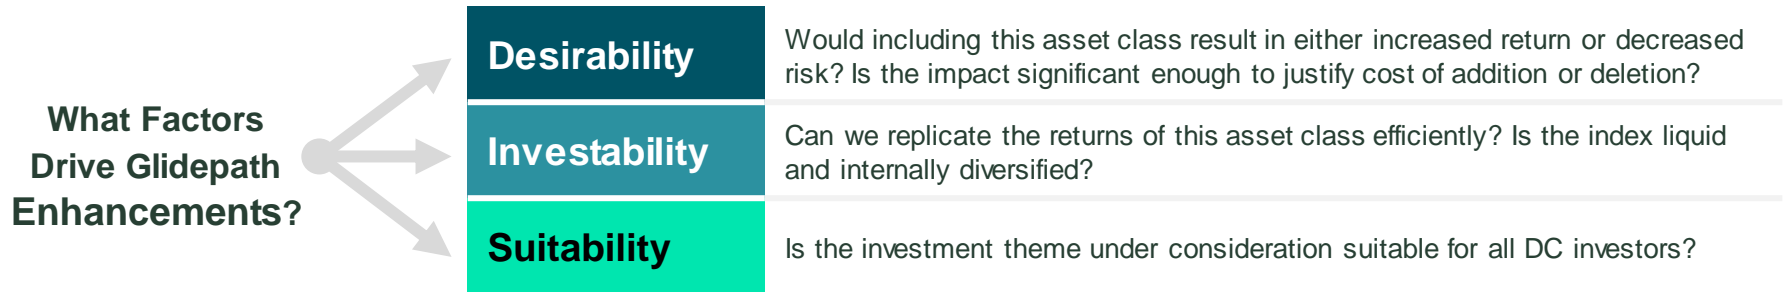 What Factors
Drive Glidepath
Enhancements?
Desirability
Would including this asset class result in either increased return or decreased
risk? Is the impact significant enough to justify cost of addition or deletion?
Investability
Can we replicate the returns of this asset class efficiently? Is the index liquid
and internally diversified?
Suitability
Is the investment theme under consideration suitable for all DC investors?